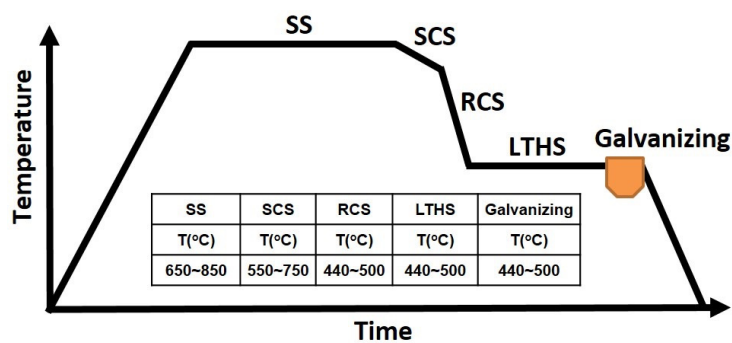 SS
SCS
RCS
LTHS
Galvanizing
Temperature
SS SCS RCS LTHS Galvanizing
T(°C) T(°C) T(°C) T(°C) T(°C)
650~850 550~750 440~500 440~500 440~500
Time